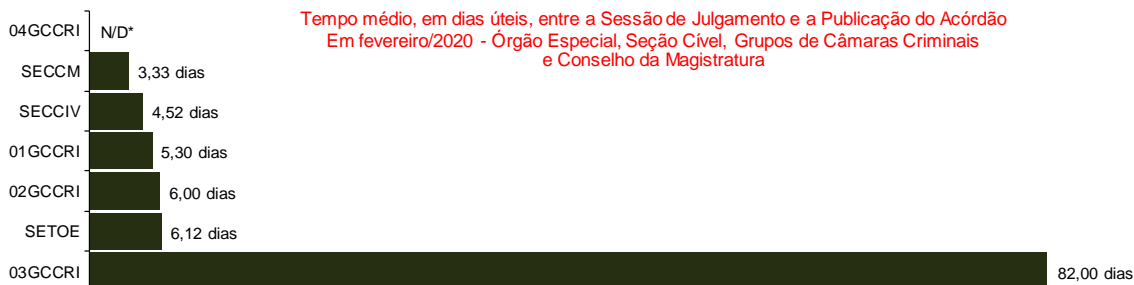 Tempo médio, em dias úteis, entre a Sessão de Julgamento e a Publicação do Acórdão
Em fevereiro/2020 - Órgão Especial, Seção Cível, Grupos de Câmaras Criminais
e Conselho da Magistratura
04GCCRI N/D*
SECCM 3,33 dias
SECCIV 4,52 dias
01GCCRI 5,30 dias
02GCCRI 6,00 dias
SETOE 6,12 dias
03GCCRI 82,00 dias